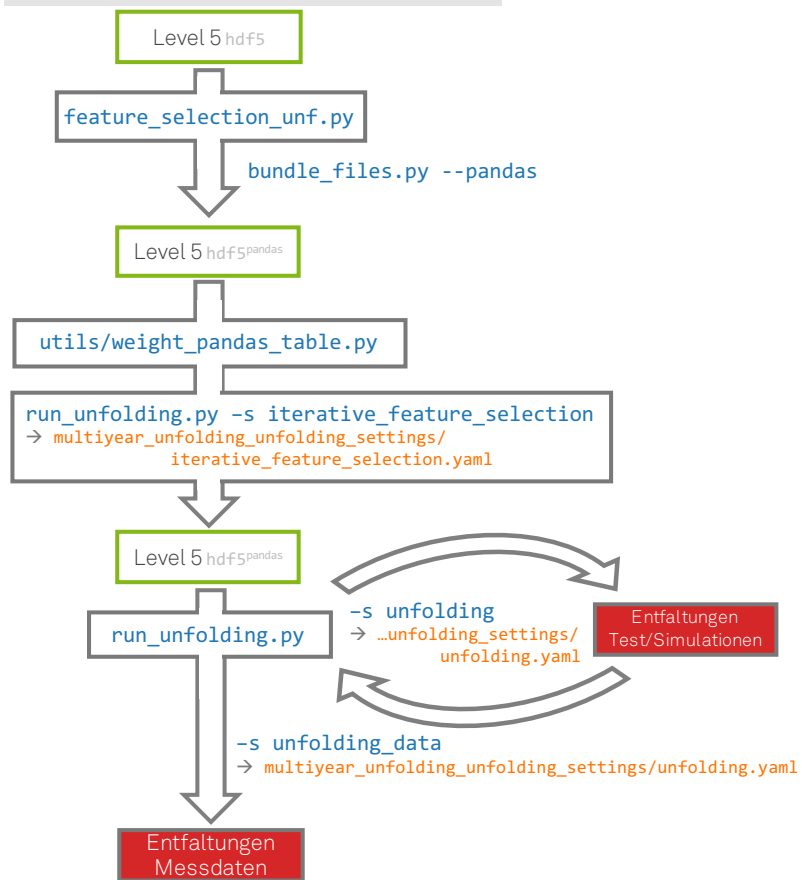 Level 5 hdf5
feature_selection_unf.py
bundle_files.py --pandas
Level 5 hdf5pandas
utils/weight_pandas_table.py
run_unfolding.py –s iterative_feature_selection
→ multiyear_unfolding_unfolding_settings/
iterative_feature_selection.yaml
Level 5 hdf5pandas
run_unfolding.py
–s unfolding
→ …unfolding_settings/
unfolding.yaml
Entfaltungen
Test/Simulationen
–s unfolding_data
→ multiyear_unfolding_unfolding_settings/unfolding.yaml
Entfaltungen
Messdaten